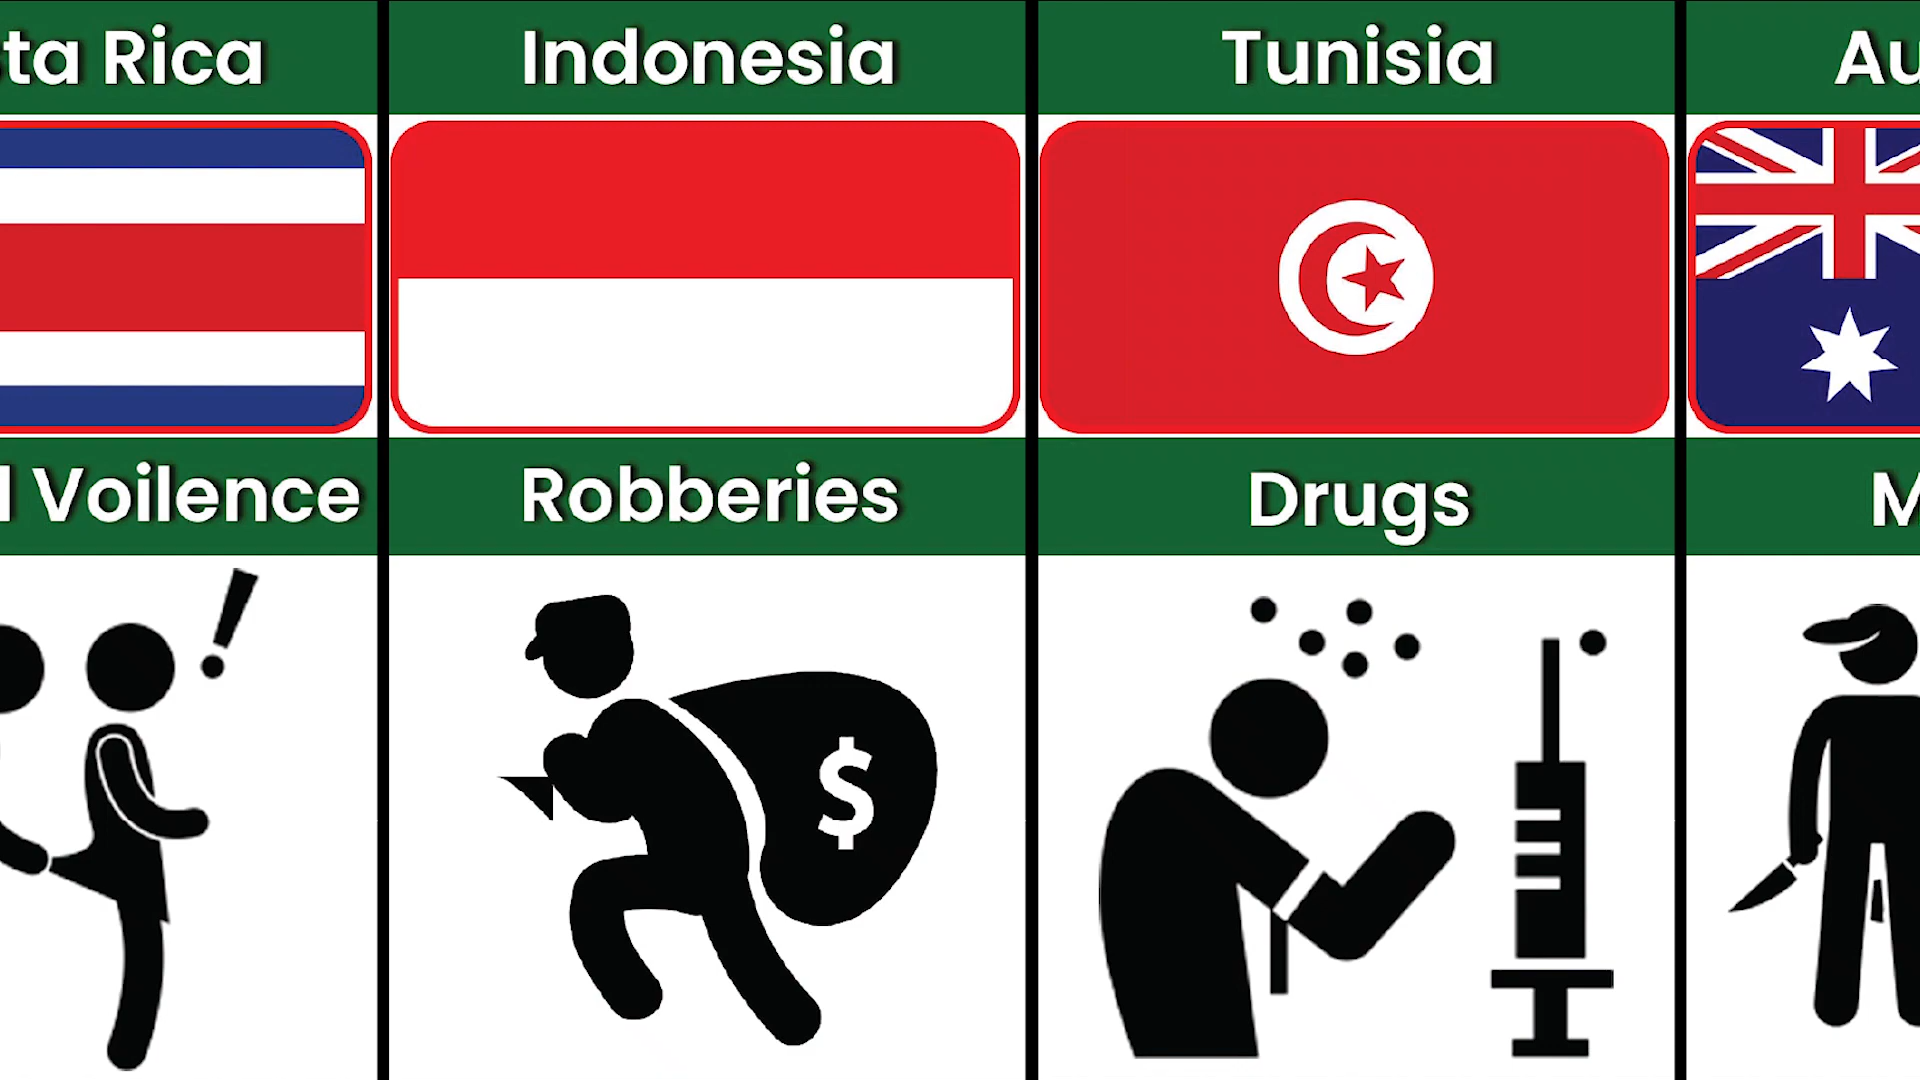 ta Rica
Indonesia
Tunisia
Au
l Voilence
Robberies
Drugs
M
$